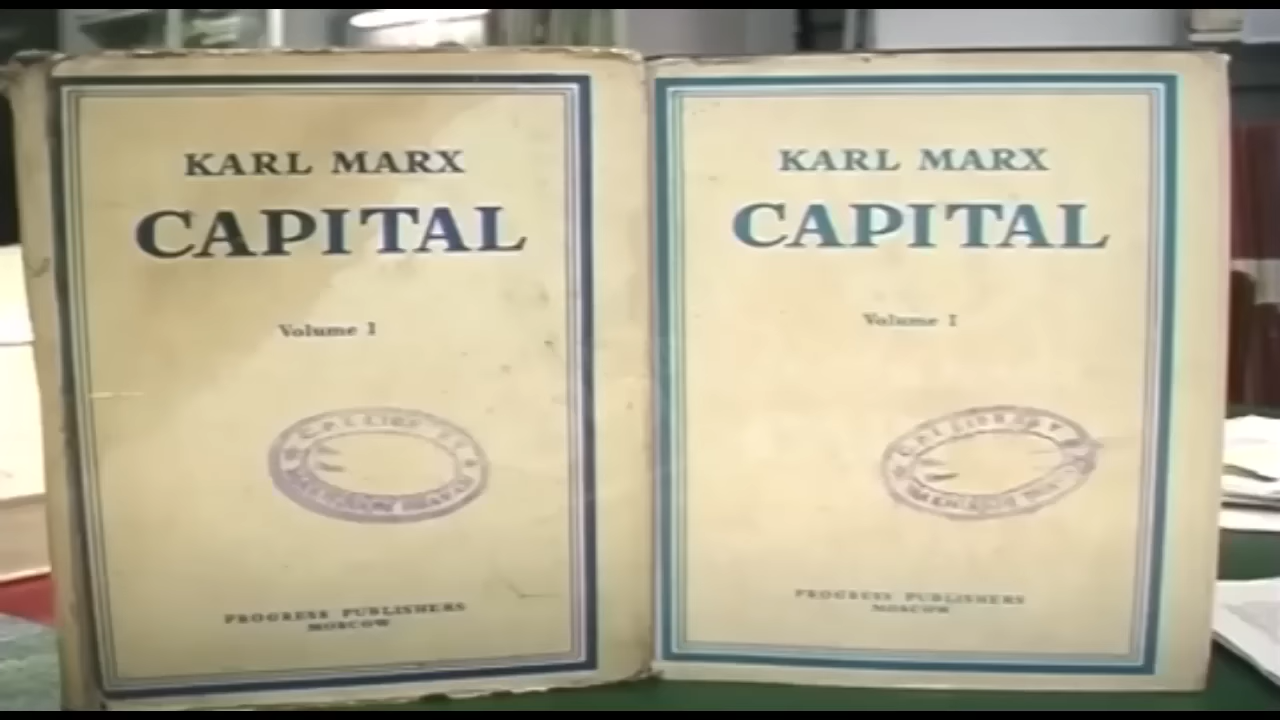 KARL MARX
CAPITAL
Volume I
PROGRESS PUBLISHERS
MOSCOW
KARL MARX
CAPITAL
Volume I
PROGRESS PUBLISHERS
MOSCOW